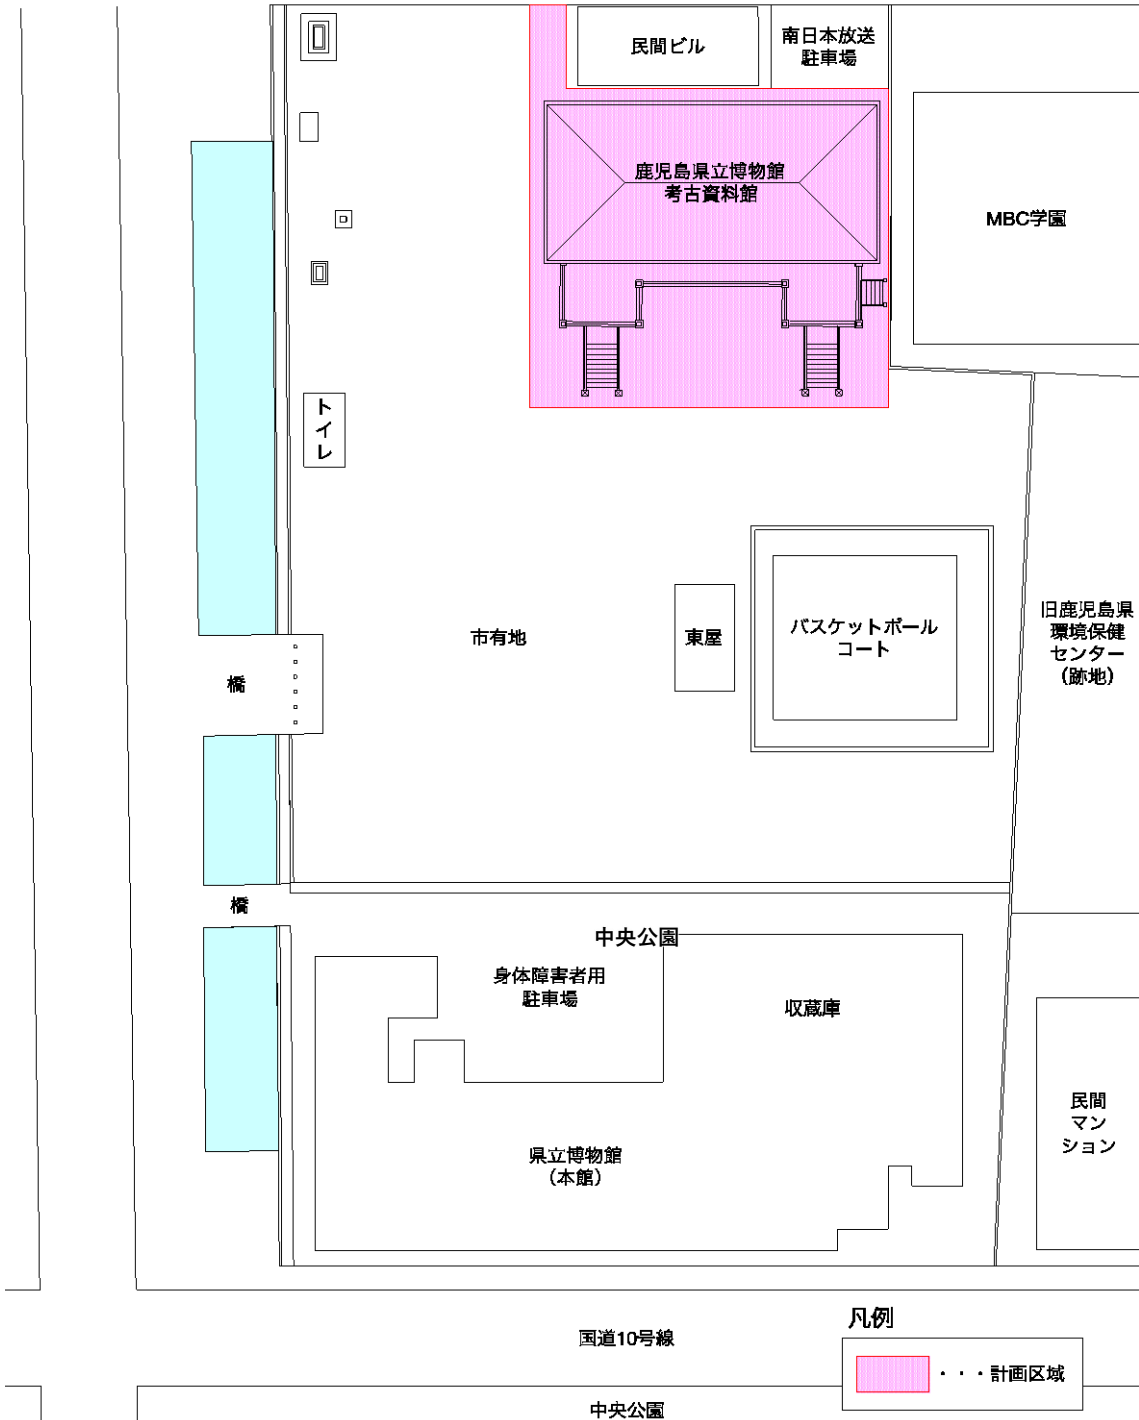 民間ビル
南日本放送
駐車場
鹿児島県立博物館
考古資料館
MBC学園
トイレ
市有地
東屋
バスケットボール
コート
旧鹿児島県
環境保健
センター
（跡地）
橋
橋
中央公園
身体障害者用
駐車場
収蔵庫
県立博物館
（本館）
民間
マン
ション
国道10号線
凡例
・・・計画区域
中央公園